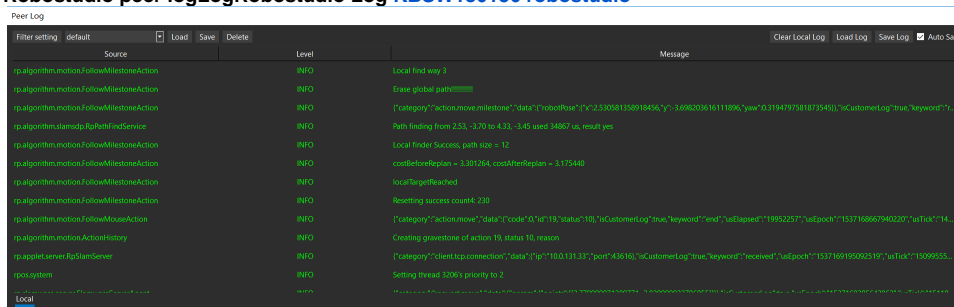 Peer Log
Filter setting default Load Save Delete Clear Local Log Load Log Save Log Auto Sa
Source Level Message
rp.algorithm.motion.FollowMilestoneAction INFO Local find way 3
rp.algorithm.motion.FollowMilestoneAction INFO Erase global path!!!!!!!!!!!
rp.algorithm.motion.FollowMilestoneAction INFO {"category":"action.move.milestone","data":{"robotPose":{"x":2.530581358918456,"y":-3.698203616111896,"yaw":0.3194797581873545}},"isCustomerLog":true,"keyword":"r...
rp.algorithm.slamsdp.RpPathFindService INFO Path finding from 2.53, -3.70 to 4.33, -3.45 used 34867 us, result yes
rp.algorithm.motion.FollowMilestoneAction INFO Local finder Success, path size = 12
rp.algorithm.motion.FollowMilestoneAction INFO costBeforeReplan = 3.301264, costAfterReplan = 3.175440
rp.algorithm.motion.FollowMilestoneAction INFO localTargetReached
rp.algorithm.motion.FollowMilestoneAction INFO Resetting success count4: 230
rp.algorithm.motion.FollowMouseAction INFO {"category":"action.move","data":{"code":0,"id":19,"status":10},"isCustomerLog":true,"keyword":"end","usElapsed":"19952257","usEpoch":"1537168667940220","usTick":"14...
rp.algorithm.motion.ActionHistory INFO Creating gravestone of action 19, status 10, reason
rp.applet.server.RpSlamServer INFO {"category":"client.tcp.connection","data":{"ip":"10.0.131.33","port":43616},"isCustomerLog":true,"keyword":"received","usEpoch":"1537169195092519","usTick":"15099555...
rpos.system INFO Setting thread 3206's priority to 2
Local